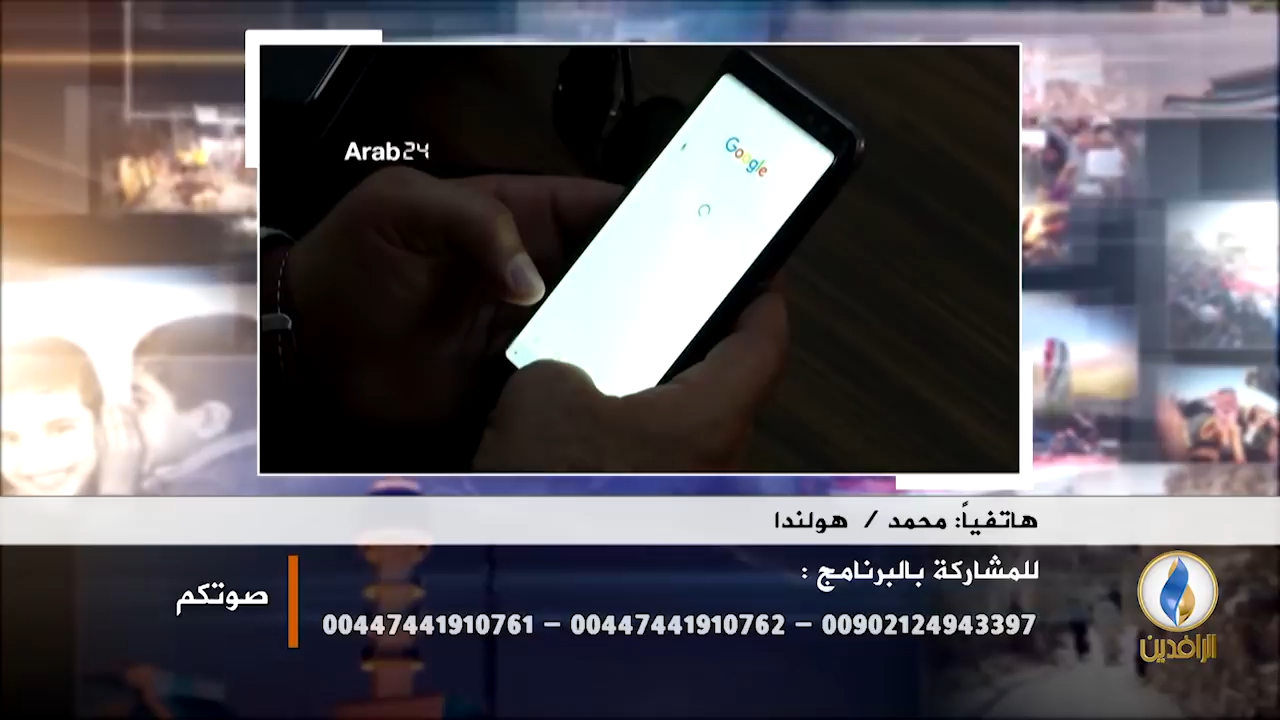 Arab24
Google
هاتفياً: محمد / هولندا
للمشاركة بالبرنامج :
صوتكم
00447441910761 – 00447441910762 – 00902124943397
الرافدين